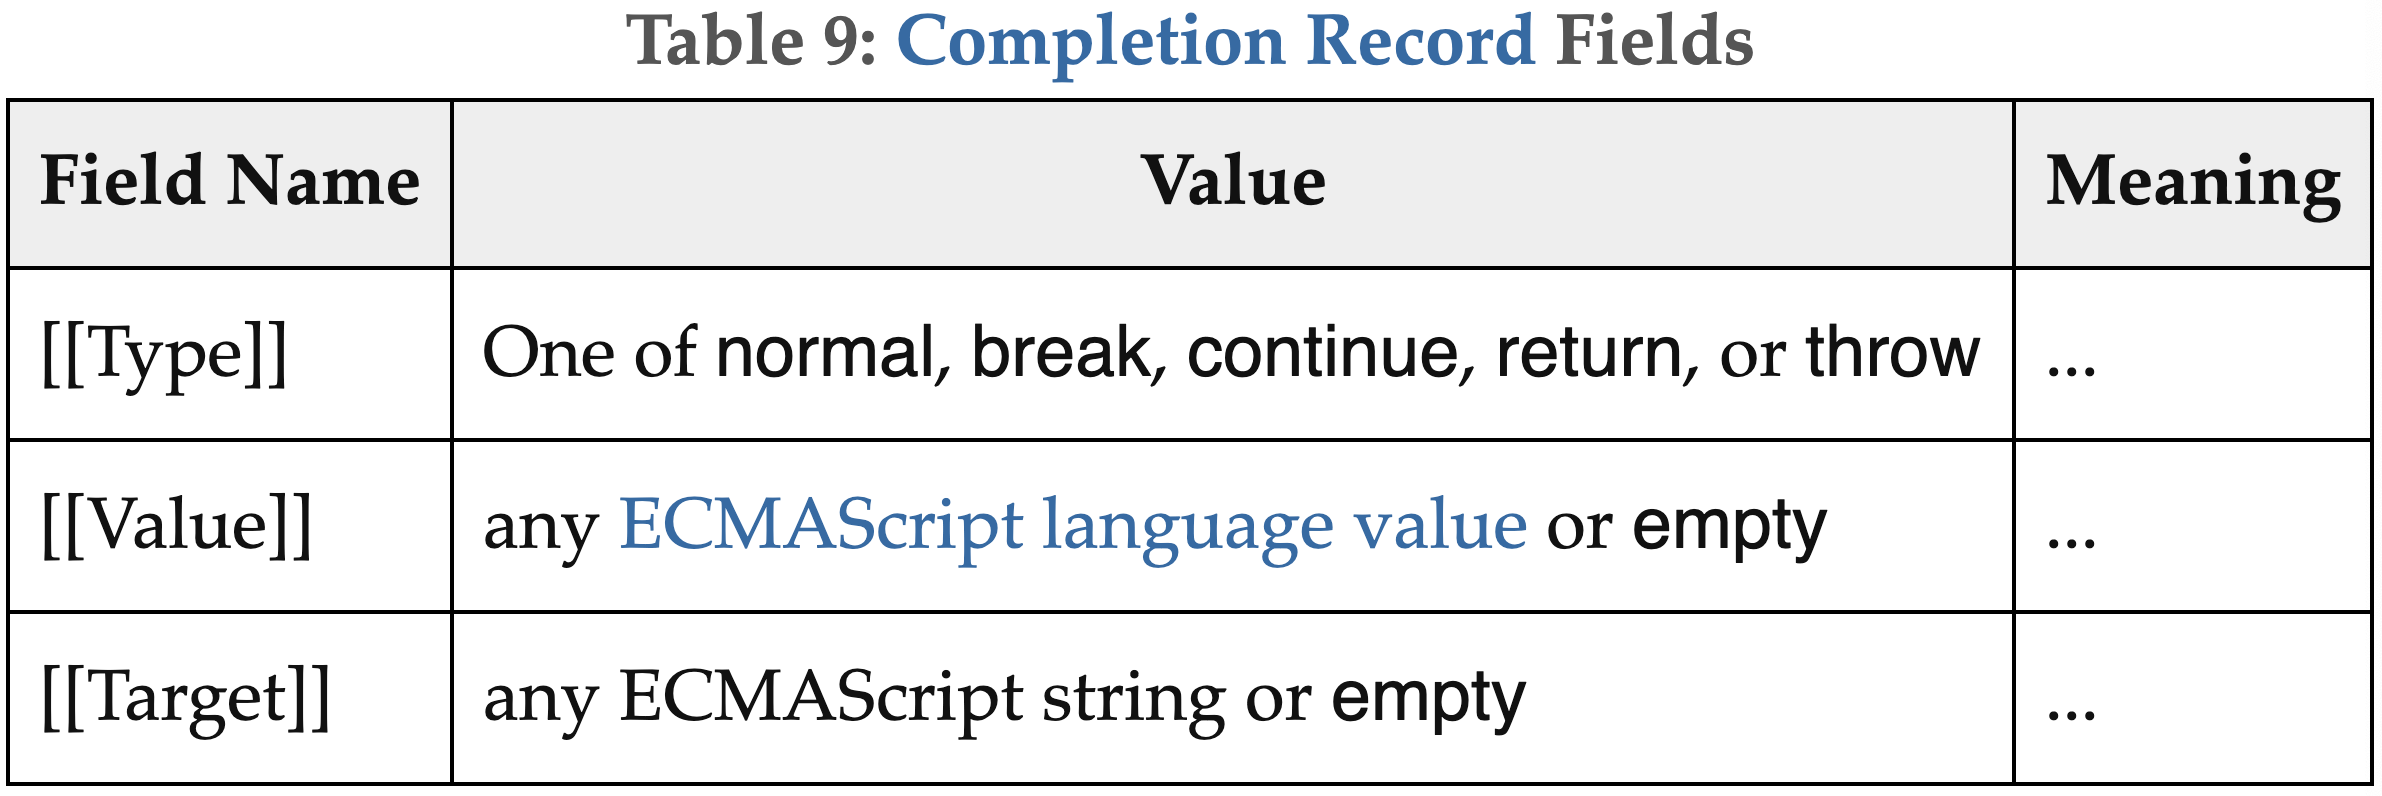 Table 9: Completion Record Fields
Field Name Value Meaning
[[Type]] One of normal, break, continue, return, or throw ...
[[Value]] any ECMAScript language value or empty ...
[[Target]] any ECMAScript string or empty ...